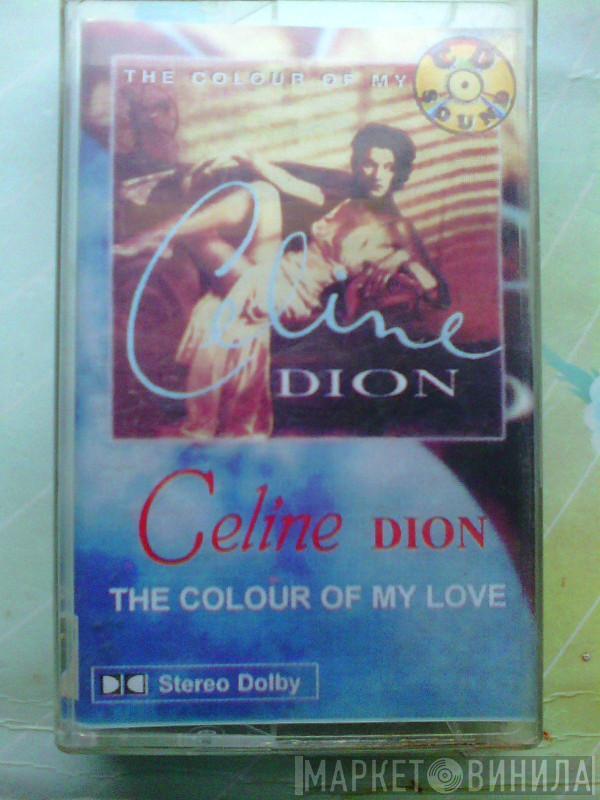 THE COLOUR OF MY
CD SOUND
Celine
DION
Celine DION
THE COLOUR OF MY LOVE
Stereo Dolby
МАРКЕТ ВИНИЛА